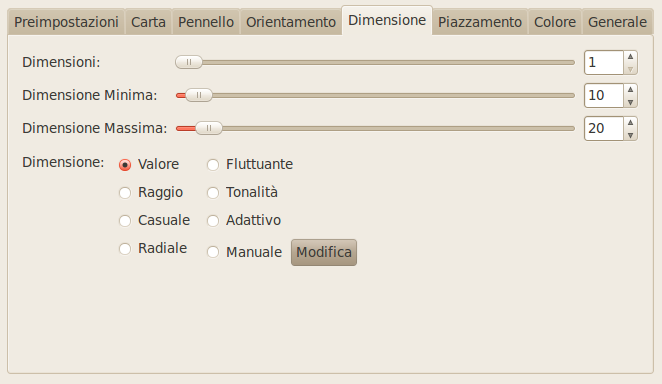 Preimpostazioni Carta Pennello Orientamento Dimensione Piazzamento Colore Generale
Dimensioni: 1
Dimensione Minima: 10
Dimensione Massima: 20
Dimensione: Valore Fluttuante
Raggio Tonalità
Casuale Adattivo
Radiale Manuale Modifica